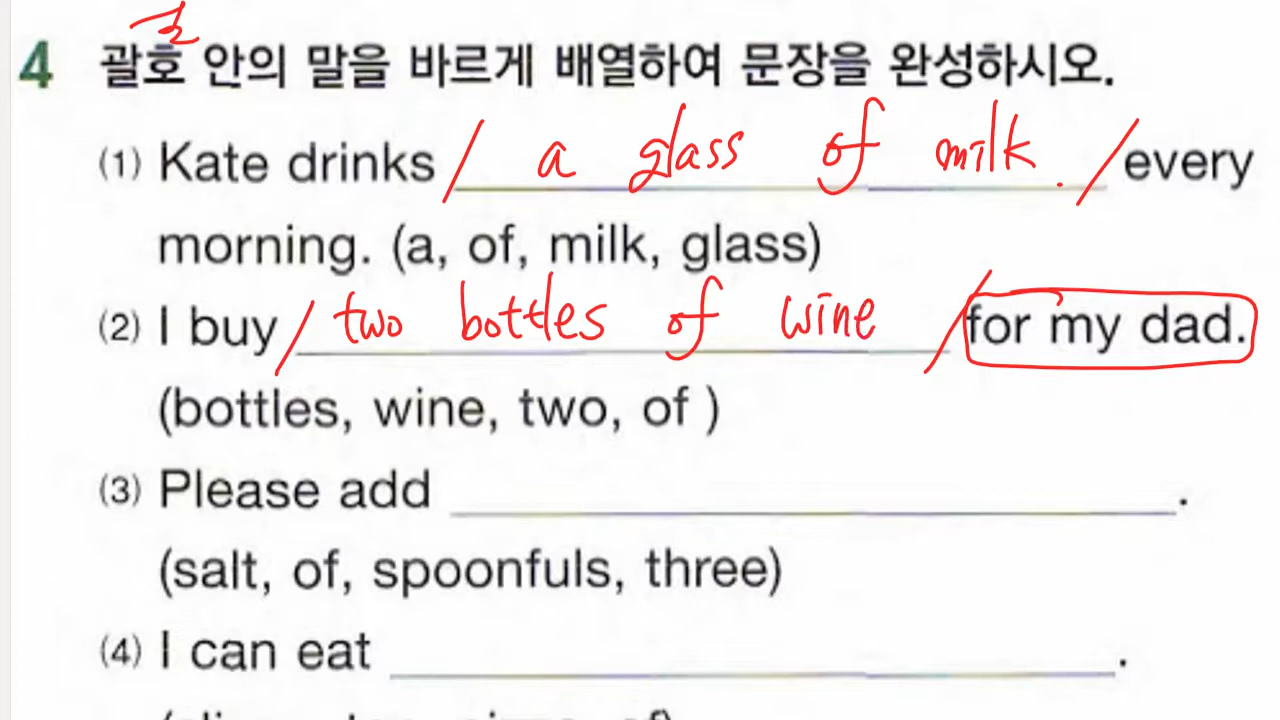 4 괄호 안의 말을 바르게 배열하여 문장을 완성하시오.
(1) Kate drinks / a glass of milk. / every
morning. (a, of, milk, glass)
(2) I buy / two bottles of wine / for my dad.
(bottles, wine, two, of )
(3) Please add ____________ .
(salt, of, spoonfuls, three)
(4) I can eat ____________ .